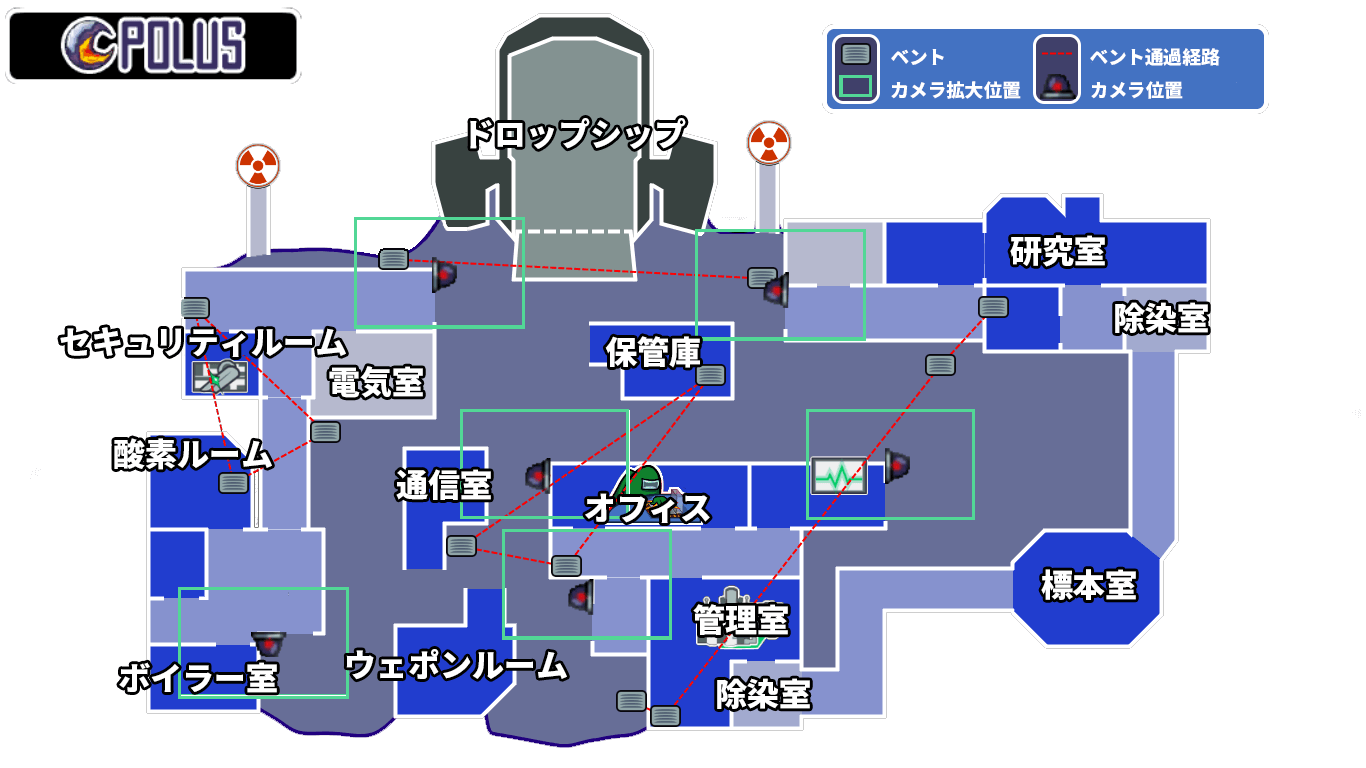 POLUS
ベント
ベント通過経路
カメラ拡大位置
カメラ位置
ドロップシップ
研究室
除染室
セキュリティルーム
保管庫
電気室
酸素ルーム
通信室
オフィス
標本室
管理室
ボイラー室
ウェポンルーム
除染室